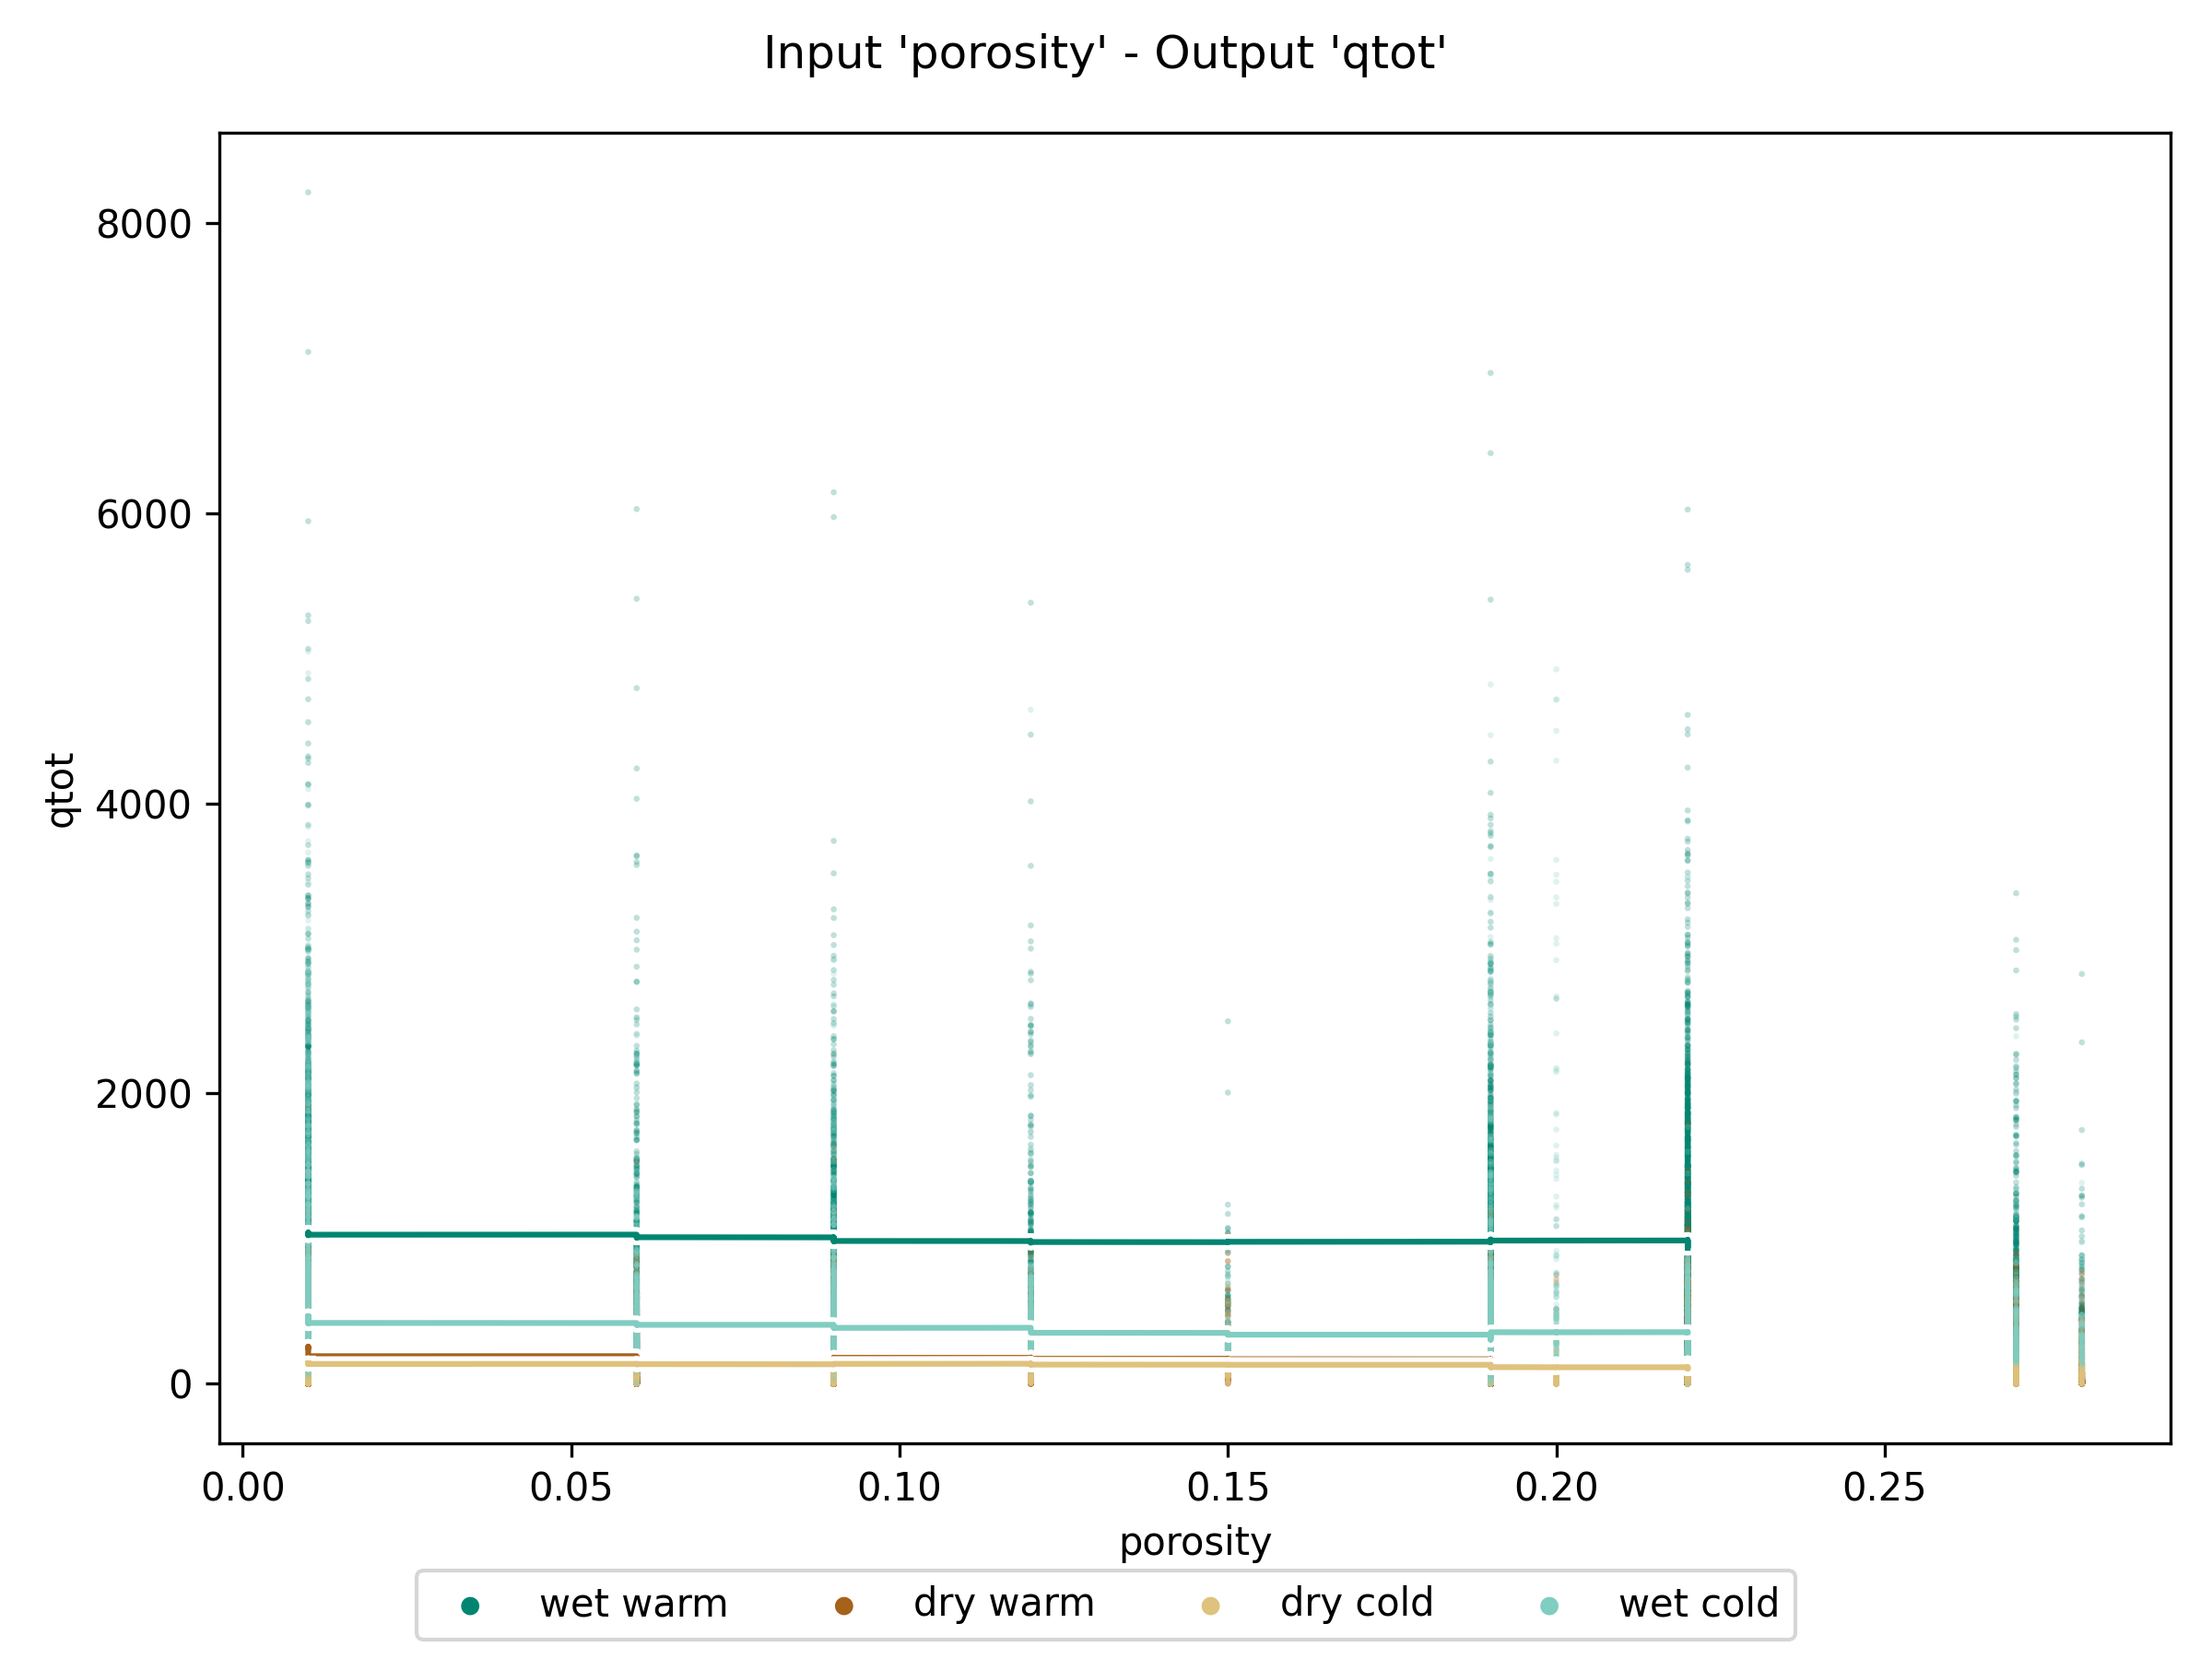 Input 'porosity' - Output 'qtot'
qtot
8000
6000
4000
2000
0
0.00 0.05 0.10 0.15 0.20 0.25
porosity
wet warm dry warm dry cold wet cold